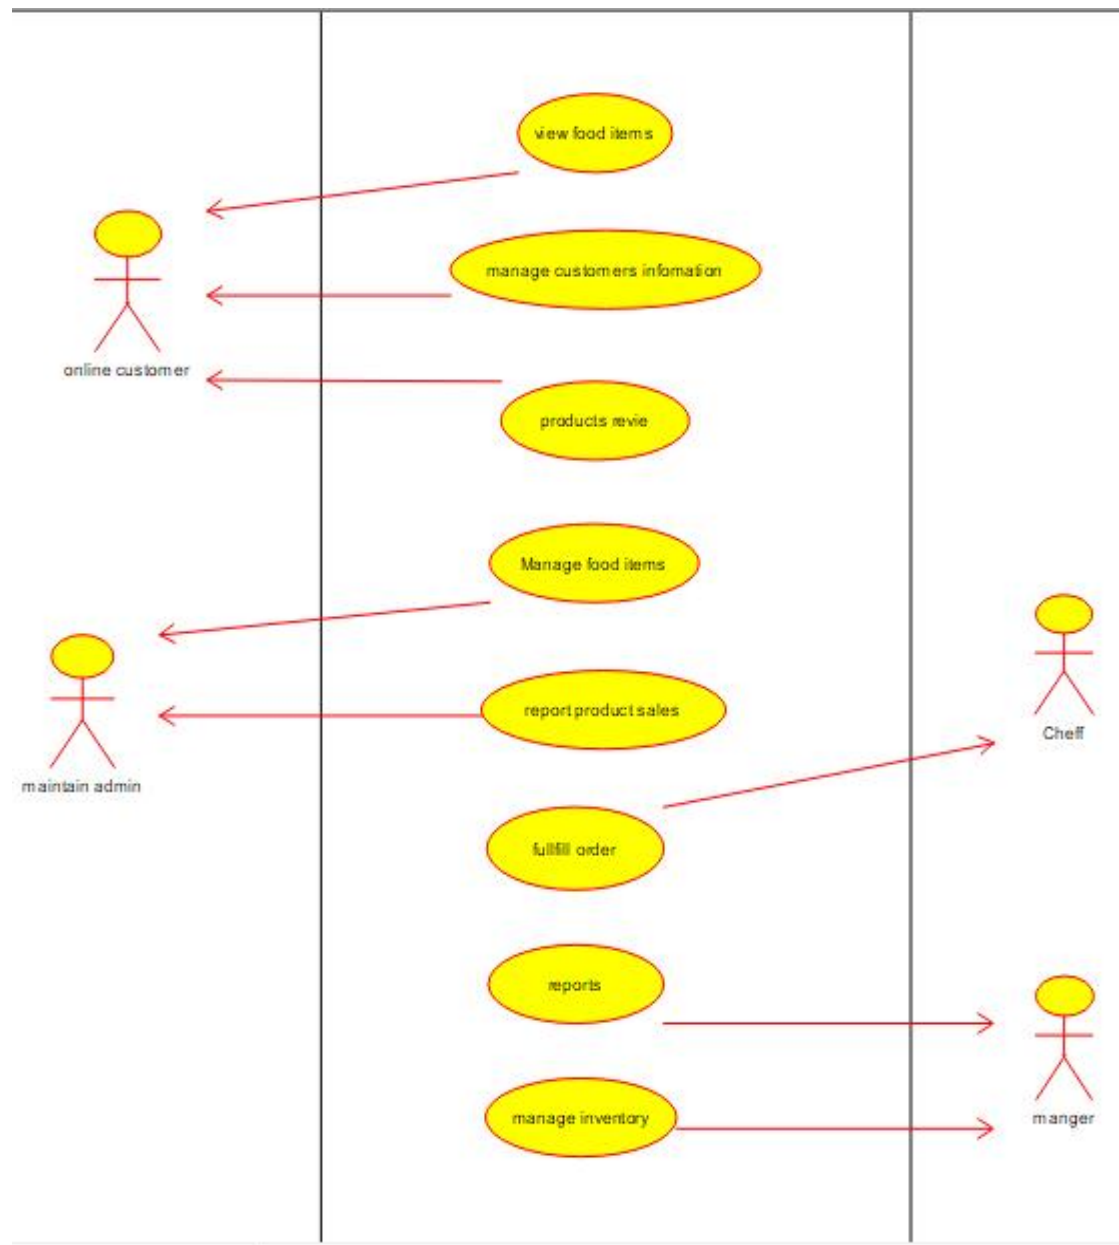 view food items
manage customers infomation
online customer
products revie
Manage food items
report product sales
Cheff
maintain admin
fullfill order
reports
manage inventory
manger